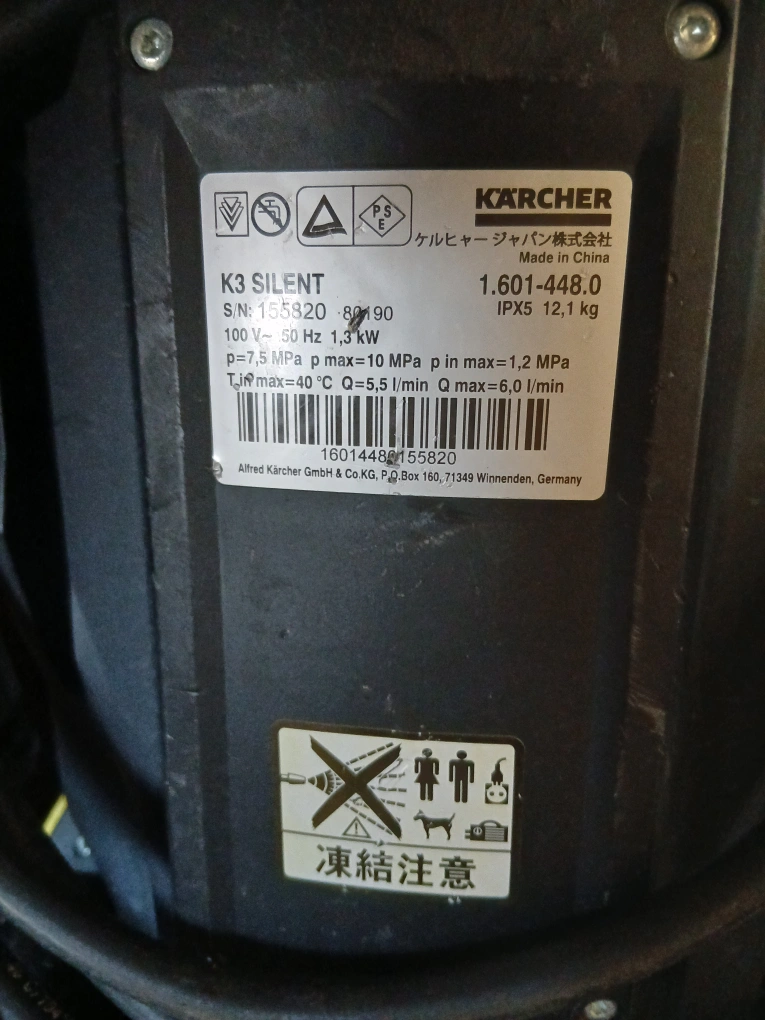 PSE
KÄRCHER
ケルヒャー ジャパン株式会社
Made in China
K3 SILENT 1.601-448.0
S/N: 155820 80190 IPX5 12,1 kg
100 V~ 50 Hz 1,3 kW
p=7,5 MPa p max=10 MPa p in max=1,2 MPa
T in max=40 °C Q=5,5 l/min Q max=6,0 l/min
16014480155820
Alfred Kärcher GmbH & Co.KG, P.O.Box 160, 71349 Winnenden, Germany
凍結注意